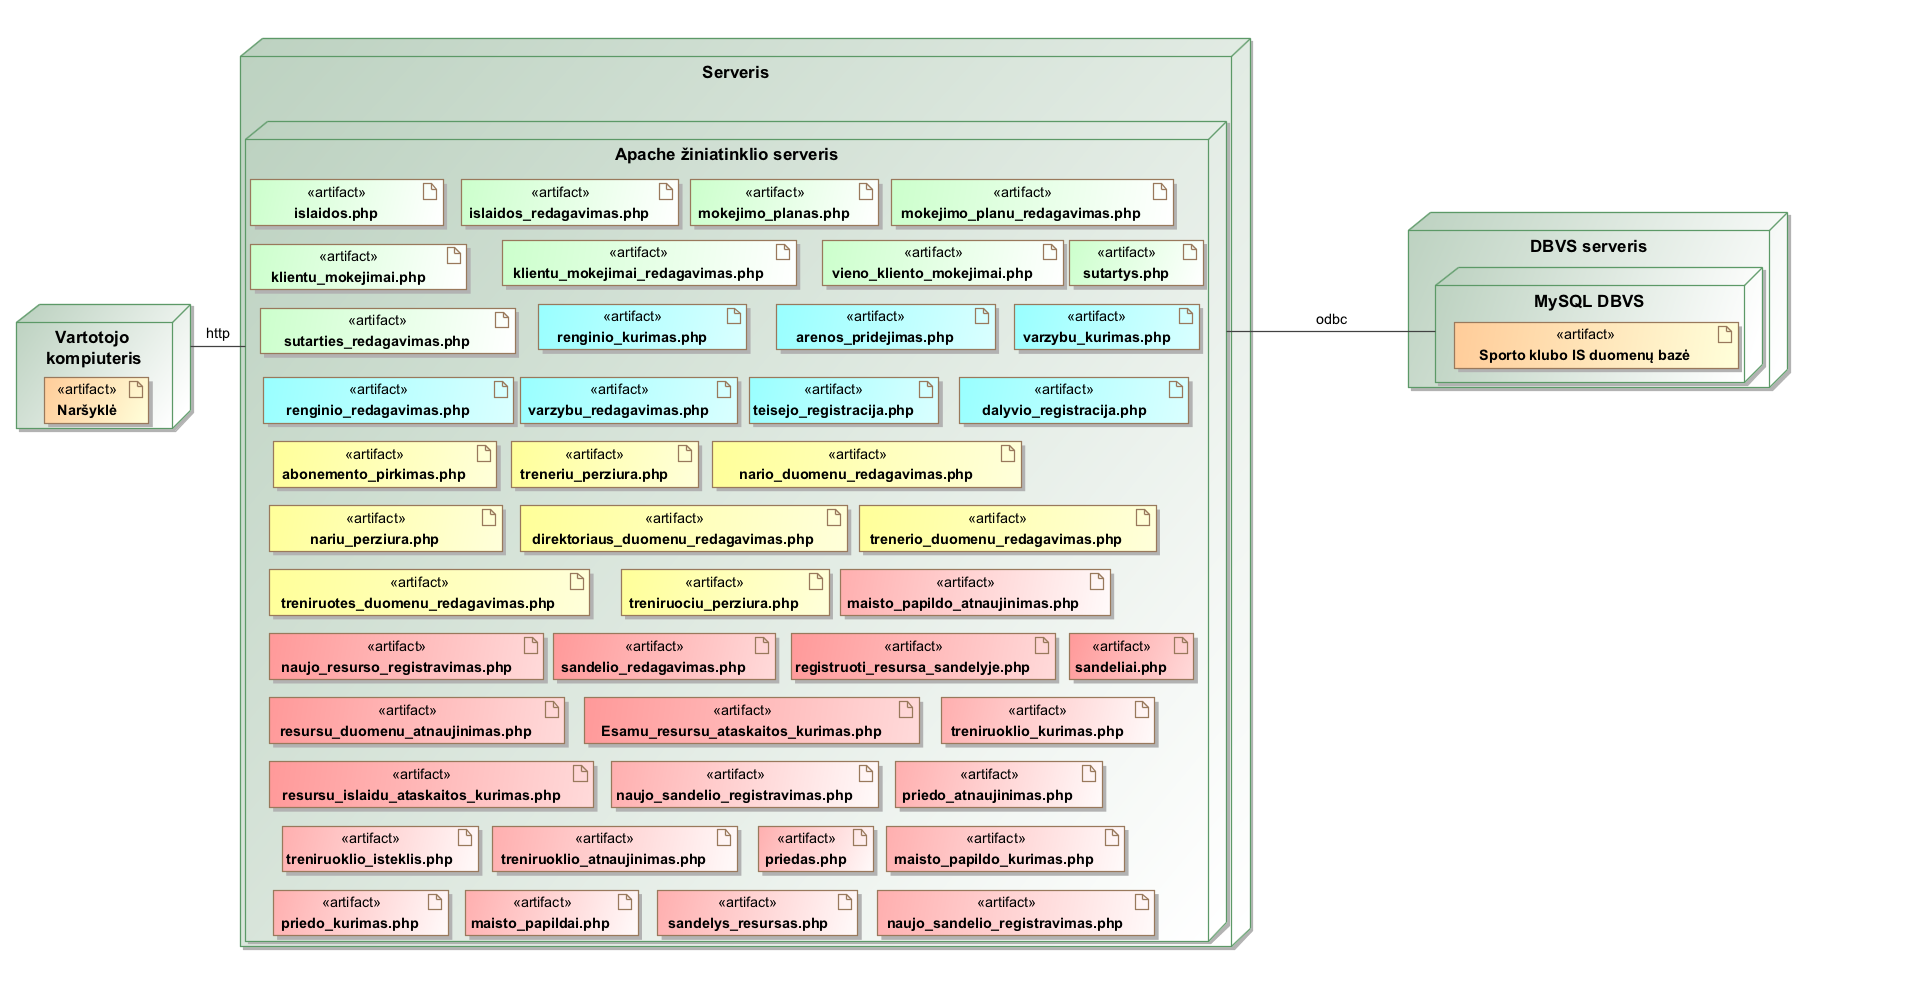 Serveris
Apache žiniatinklio serveris
«artifact»
islaidos.php
«artifact»
islaidos_redagavimas.php
«artifact»
mokejimo_planas.php
«artifact»
mokejimo_planu_redagavimas.php
«artifact»
klientu_mokejimai.php
«artifact»
klientu_mokejimai_redagavimas.php
«artifact»
vieno_kliento_mokejimai.php
«artifact»
sutartys.php
«artifact»
sutarties_redagavimas.php
«artifact»
renginio_kurimas.php
«artifact»
arenos_pridejimas.php
«artifact»
varzybu_kurimas.php
«artifact»
renginio_redagavimas.php
«artifact»
varzybu_redagavimas.php
«artifact»
teisejo_registracija.php
«artifact»
dalyvio_registracija.php
«artifact»
abonemento_pirkimas.php
«artifact»
treneriu_perziura.php
«artifact»
nario_duomenu_redagavimas.php
«artifact»
nariu_perziura.php
«artifact»
direktoriaus_duomenu_redagavimas.php
«artifact»
trenerio_duomenu_redagavimas.php
«artifact»
treniruotes_duomenu_redagavimas.php
«artifact»
treniruociu_perziura.php
«artifact»
maisto_papildo_atnaujinimas.php
«artifact»
naujo_resurso_registravimas.php
«artifact»
sandelio_redagavimas.php
«artifact»
registruoti_resursa_sandelyje.php
«artifact»
sandeliai.php
«artifact»
resursu_duomenu_atnaujinimas.php
«artifact»
Esamu_resursu_ataskaitos_kurimas.php
«artifact»
treniruoklio_kurimas.php
«artifact»
resursu_islaidu_ataskaitos_kurimas.php
«artifact»
naujo_sandelio_registravimas.php
«artifact»
priedo_atnaujinimas.php
«artifact»
treniruoklio_isteklis.php
«artifact»
treniruoklio_atnaujinimas.php
«artifact»
priedas.php
«artifact»
maisto_papildo_kurimas.php
«artifact»
priedo_kurimas.php
«artifact»
maisto_papildai.php
«artifact»
sandelys_resursas.php
«artifact»
naujo_sandelio_registravimas.php
Vartotojo
kompiuteris
«artifact»
Naršyklė
http
odbc
DBVS serveris
MySQL DBVS
«artifact»
Sporto klubo IS duomenų bazė